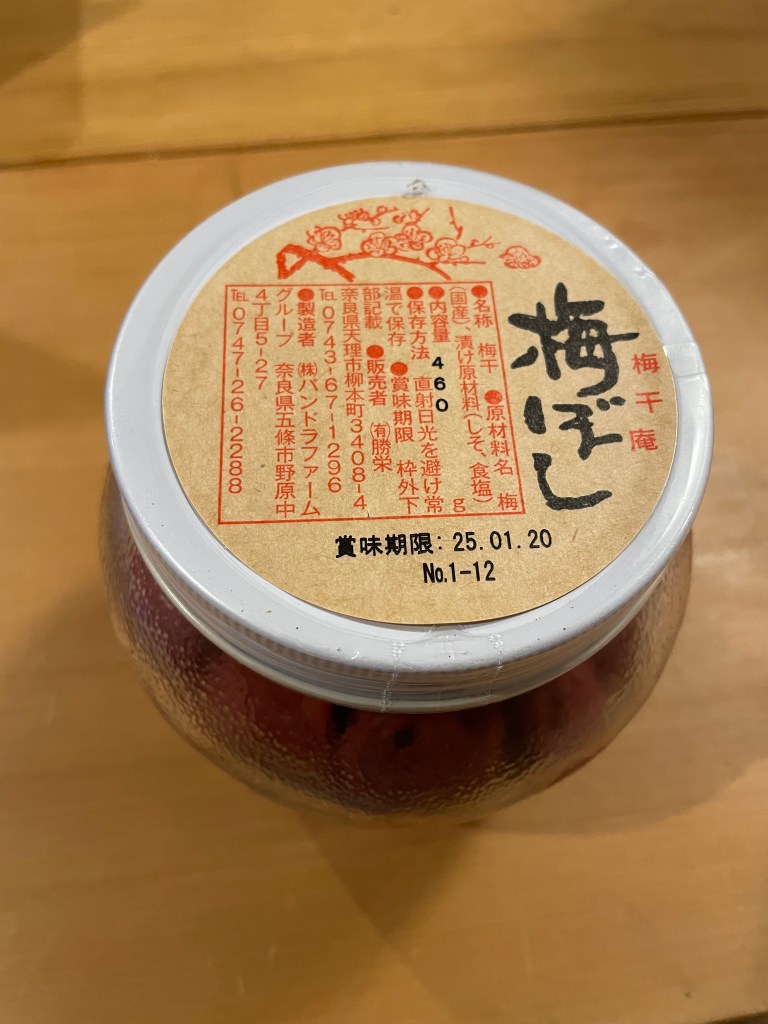 梅干庵
梅ぼし
●名称　梅干　●原材料名　梅
(国産)、漬け原材料(しそ、食塩)
●内容量　460　g
●保存方法　直射日光を避け常
温で保存　●賞味期限　枠外下
部記載　●販売者　㈲勝栄
奈良県天理市柳本町3408-4
℡0743-67-1296
●製造者　㈱パンドラファーム
グループ　奈良県五條市野原中
4丁目5-27
℡0747-26-2288
賞味期限: 25.01.20
№1-12